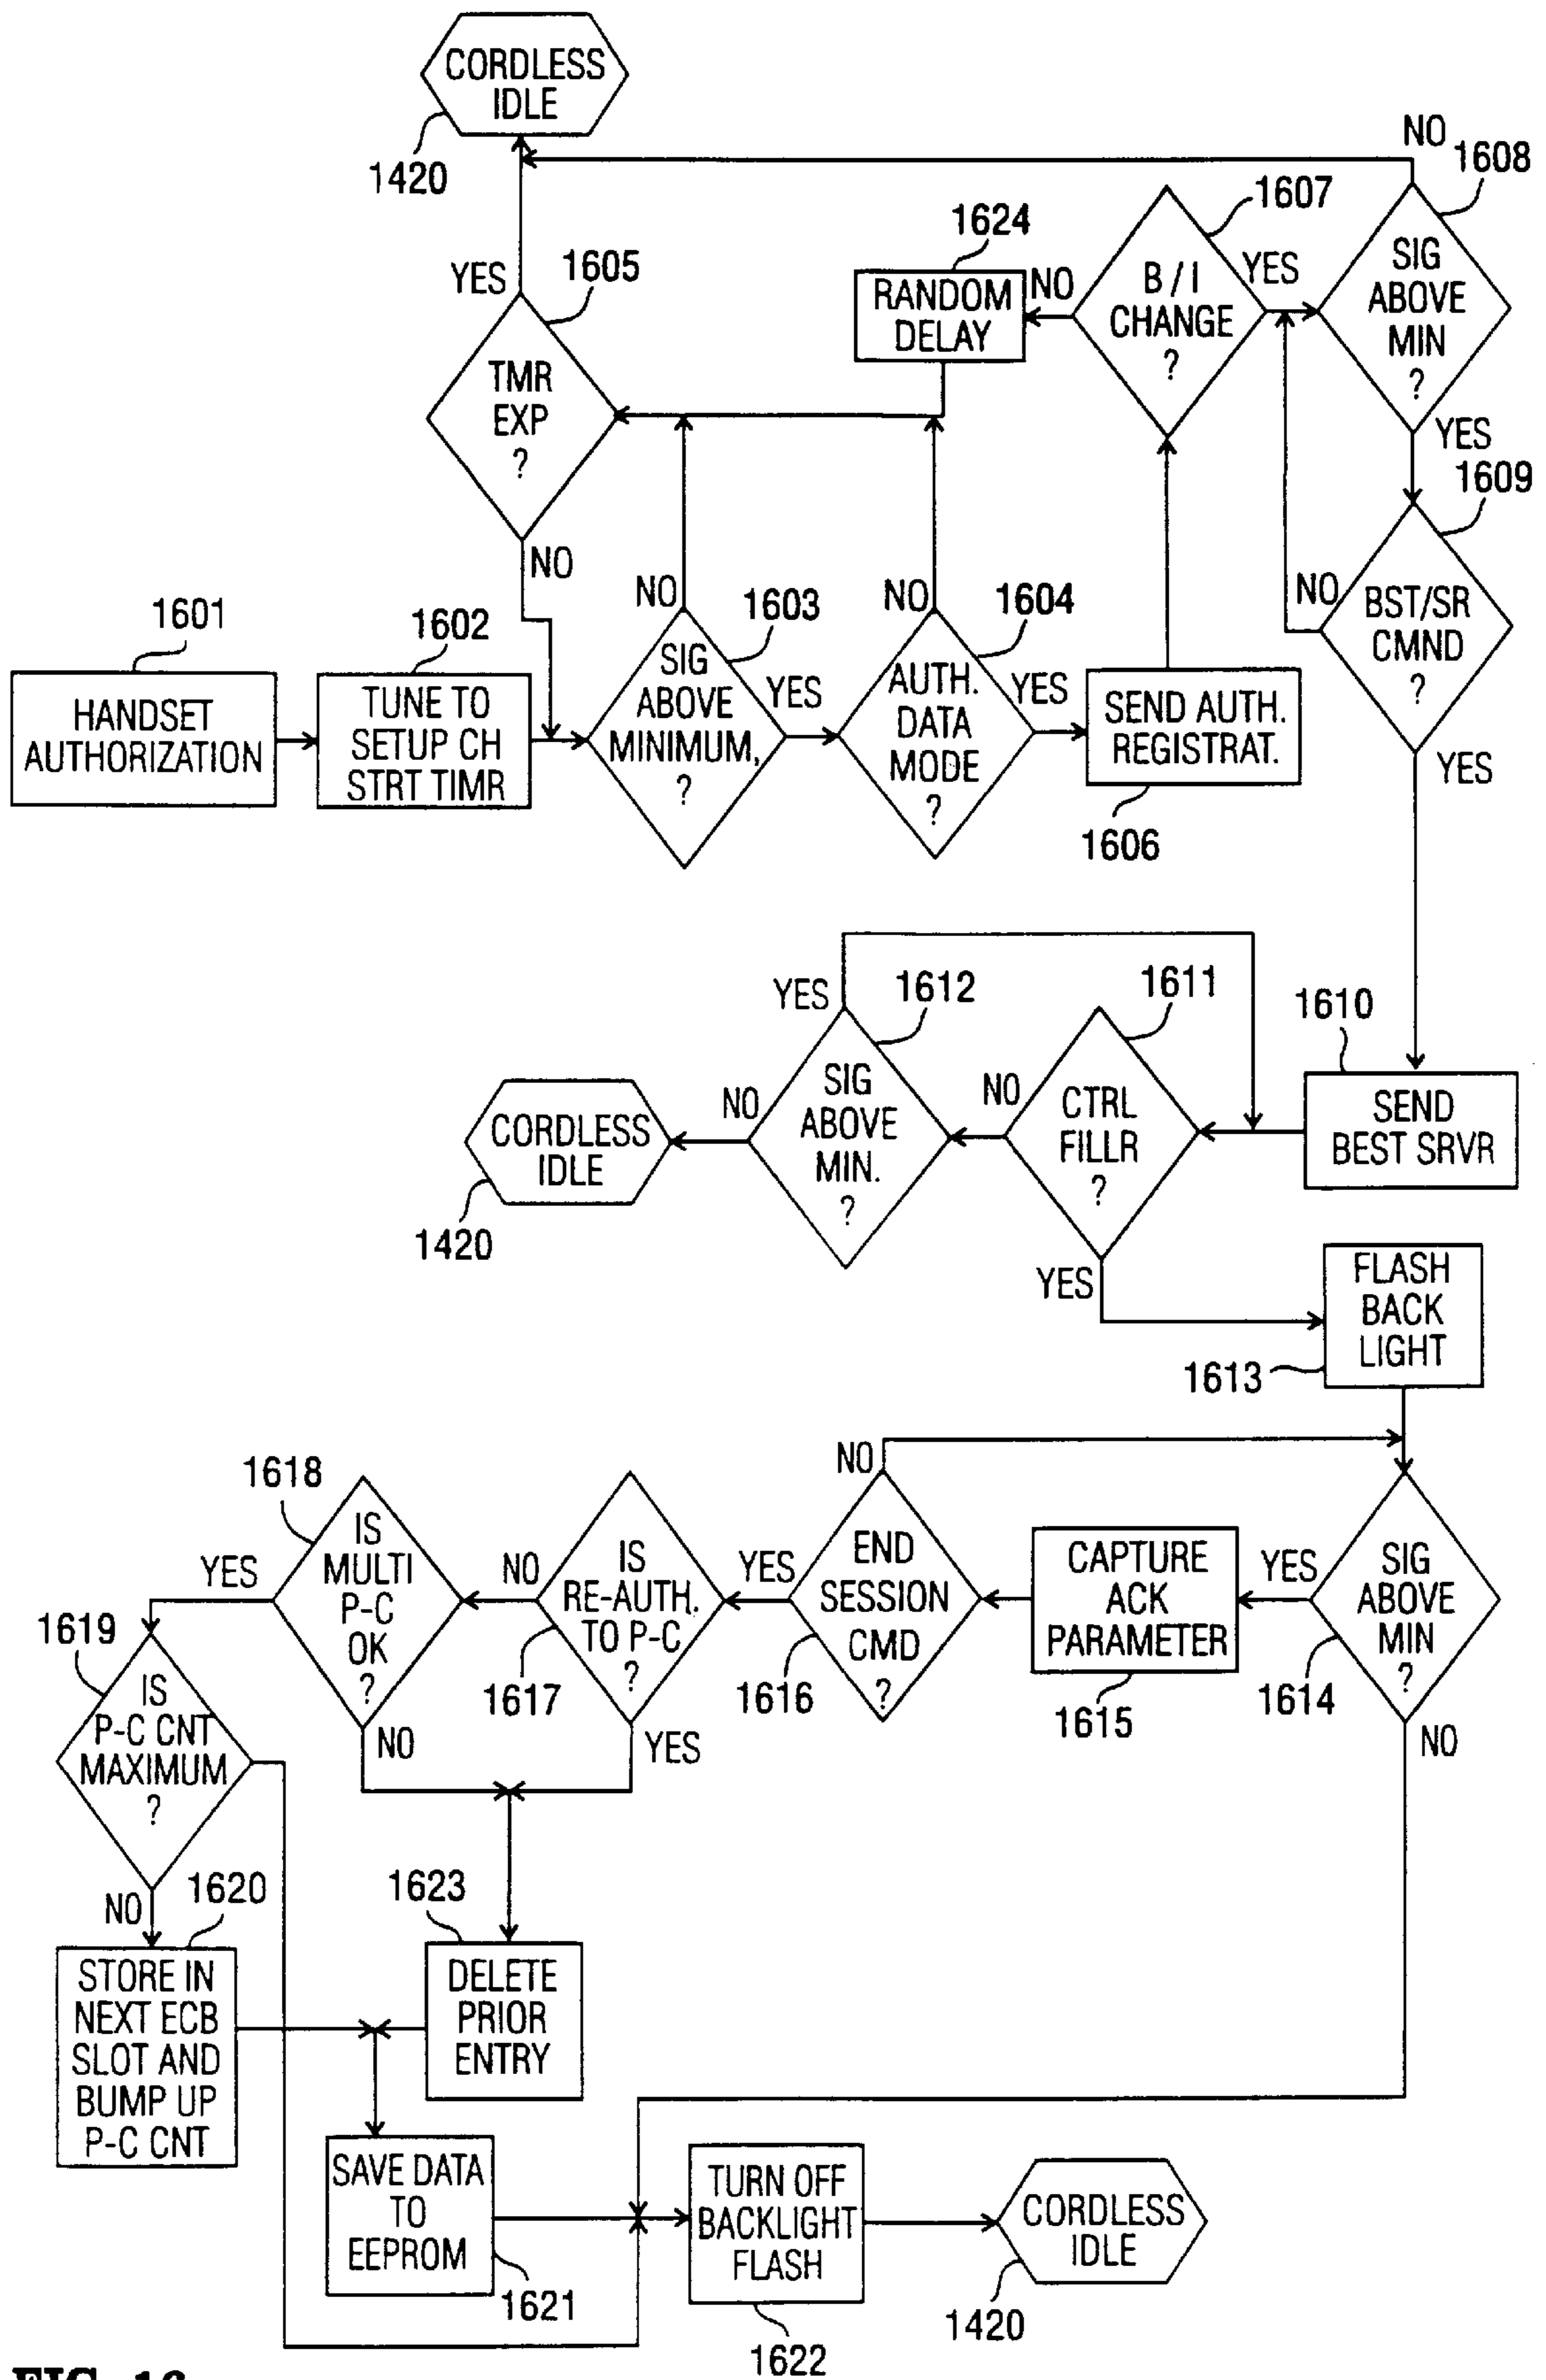 CORDLESS
IDLE
1420
NO
1608
1607
1624
YES
1605
RANDOM
DELAY
NO
B/I
CHANGE
?
YES
SIG
ABOVE
MIN
?
TMR
EXP
?
YES
1609
NO
1601
1602
NO
1603
NO
1604
NO
BST/SR
CMND
?
HANDSET
AUTHORIZATION
TUNE TO
SETUP CH
STRT TIMR
SIG
ABOVE
MINIMUM,
?
YES
AUTH.
DATA
MODE
?
YES
SEND AUTH.
REGISTRAT.
1606
YES
YES
1612
1611
1610
CORDLESS
IDLE
1420
NO
SIG
ABOVE
MIN.
?
NO
CTRL
FILLR
?
SEND
BEST SRVR
YES
FLASH
BACK
LIGHT
1613
1618
NO
YES
IS
MULTI
P-C
OK
?
NO
IS
RE-AUTH.
TO P-C
?
YES
END
SESSION
CMD
?
CAPTURE
ACK
PARAMETER
YES
SIG
ABOVE
MIN
?
1619
1617
1616
1615
1614
IS
P-C CNT
MAXIMUM
?
NO
YES
NO
NO
1620
1623
STORE IN
NEXT ECB
SLOT AND
BUMP UP
P-C CNT
DELETE
PRIOR
ENTRY
SAVE DATA
TO
EEPROM
1621
TURN OFF
BACKLIGHT
FLASH
1622
CORDLESS
IDLE
1420
FIG. 16